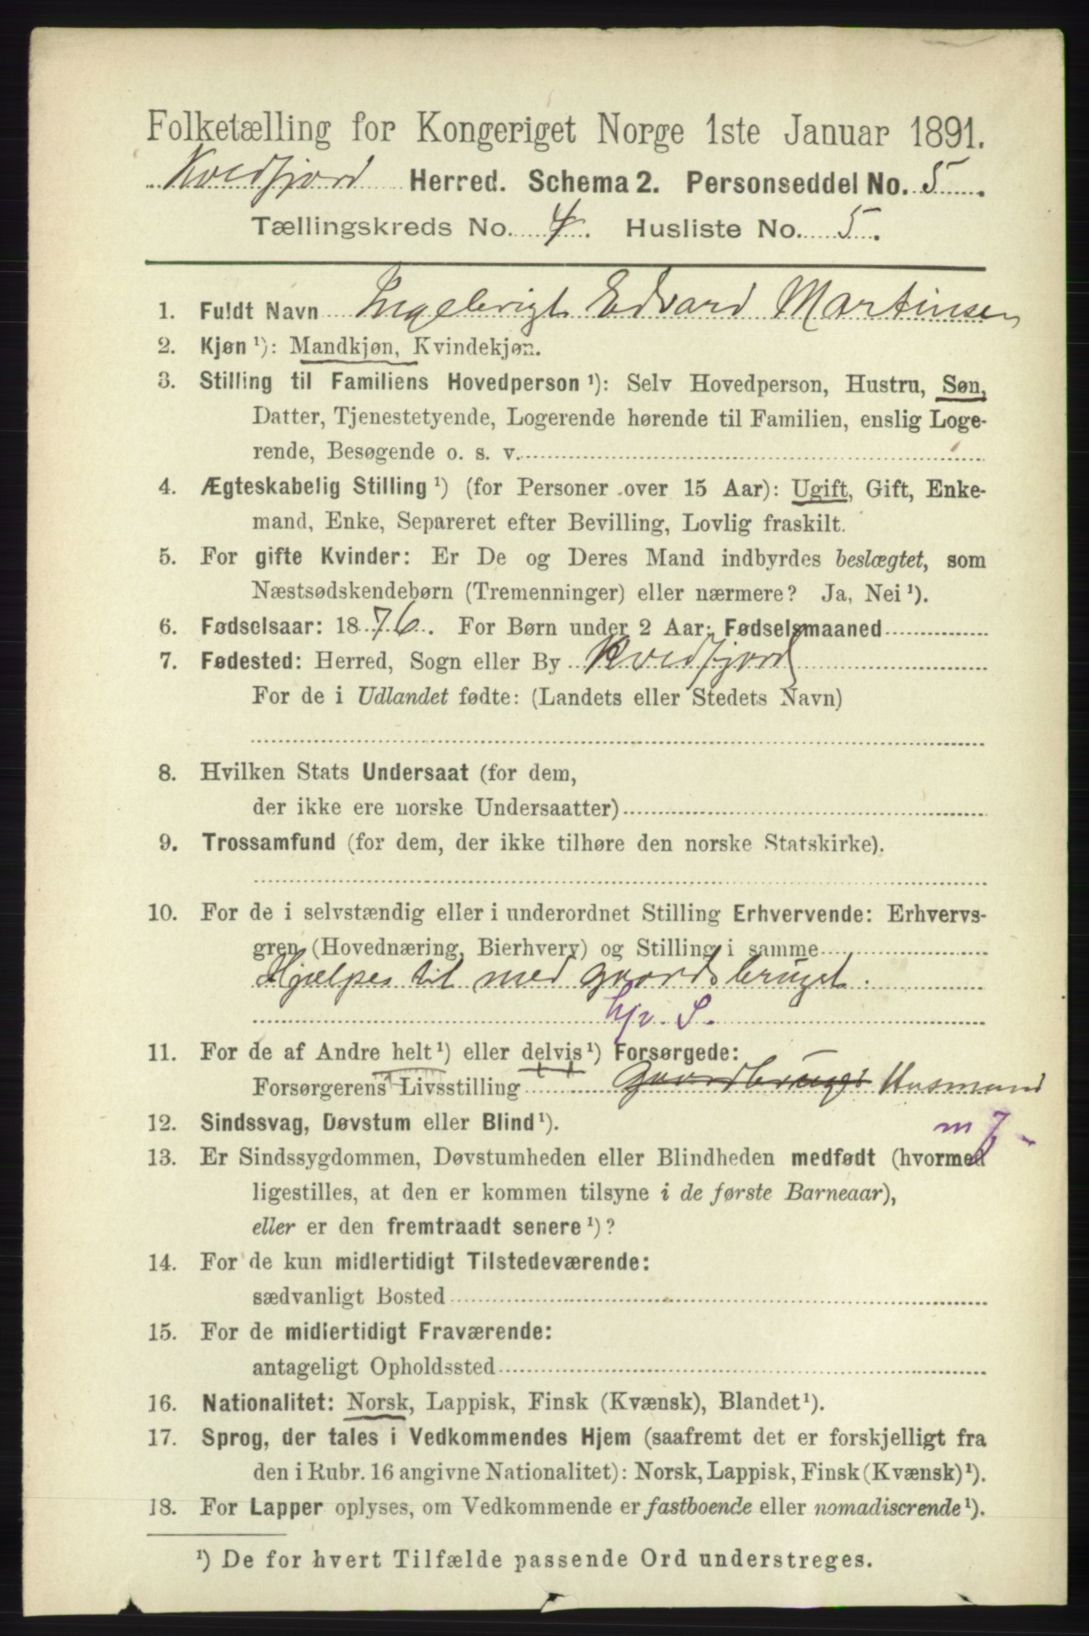 Folketælling for Kongeriget Norge 1ste Januar 1891.
Kvedfjord Herred. Schema 2. Personseddel No. 5.
Tællingskreds No. 4. Husliste No. 5.
1. Fuldt Navn Ingebrigt Edvard Martinsen
2. Kjøn ¹): Mandkjøn, Kvindekjøn.
3. Stilling til Familiens Hovedperson ¹): Selv Hovedperson, Hustru, Søn,
Datter, Tjenestetyende, Logerende hørende til Familien, enslig Loge-
rende, Besøgende o. s. v.
4. Ægteskabelig Stilling ¹) (for Personer over 15 Aar): Ugift, Gift, Enke-
mand, Enke, Separeret efter Bevilling, Lovlig fraskilt.
5. For gifte Kvinder: Er De og Deres Mand indbyrdes beslægtet, som
Næstsødskendebørn (Tremenninger) eller nærmere? Ja, Nei ¹).
6. Fødselsaar: 1876. For Børn under 2 Aar: Fødselsmaaned
7. Fødested: Herred, Sogn eller By Kvedfjord
For de i Udlandet fødte: (Landets eller Stedets Navn)
8. Hvilken Stats Undersaat (for dem,
der ikke ere norske Undersaatter)
9. Trossamfund (for dem, der ikke tilhøre den norske Statskirke).
10. For de i selvstændig eller i underordnet Stilling Erhvervende: Erhvervs-
gren (Hovednæring, Bierhverv) og Stilling i samme
Hjælpes til med gaardsbruget.
S.
11. For de af Andre helt ¹) eller delvis ¹) Forsørgede:
Forsørgerens Livsstilling Gaardbruger Husmand
12. Sindssvag, Døvstum eller Blind ¹).
m J
13. Er Sindssygdommen, Døvstumheden eller Blindheden medfødt (hvormed
ligestilles, at den er kommen tilsyne i de første Barneaar),
eller er den fremtraadt senere ¹)?
14. For de kun midlertidigt Tilstedeværende:
sædvanligt Bosted
15. For de midlertidigt Fraværende:
antageligt Opholdssted
16. Nationalitet: Norsk, Lappisk, Finsk (Kvænsk), Blandet ¹).
17. Sprog, der tales i Vedkommendes Hjem (saafremt det er forskjelligt fra
den i Rubr. 16 angivne Nationalitet): Norsk, Lappisk, Finsk (Kvænsk) ¹).
18. For Lapper oplyses, om Vedkommende er fastboende eller nomadiserende ¹).
¹) De for hvert Tilfælde passende Ord understreges.